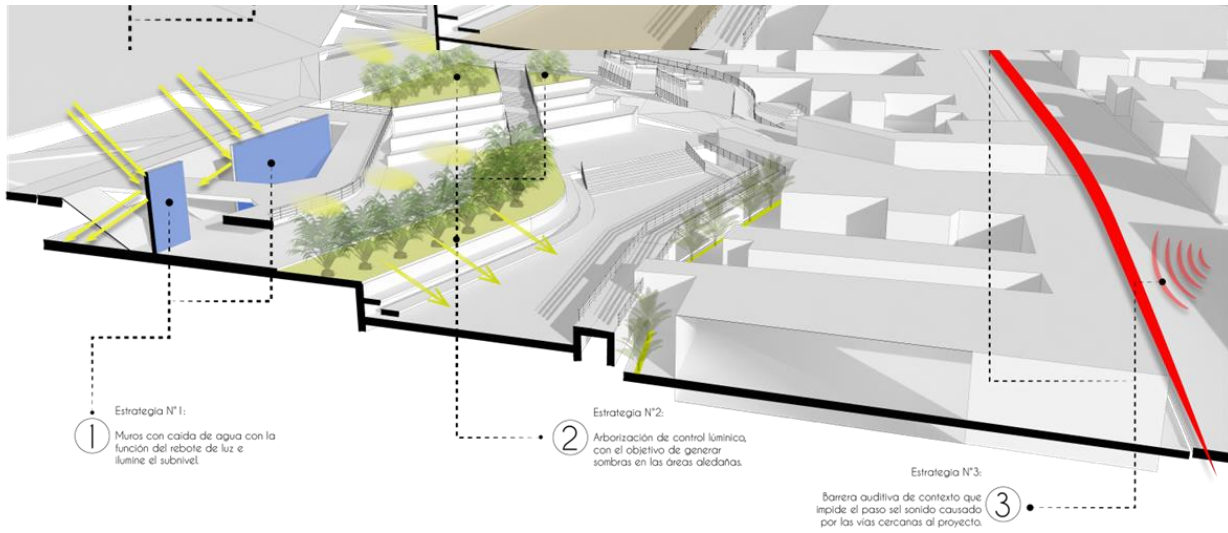 Estrategia N°1:
1
Muros con caida de agua con la
función del rebote de luz e
ilumine el subnivel.
Estrategia N°2:
2
Arborización de control lúminico,
con el objetivo de generar
sombras en las áreas aledañas.
Estrategia N°3:
Barrera auditiva de contexto que
impide el paso sel sonido causado
por las vías cercanas al proyecto.
3